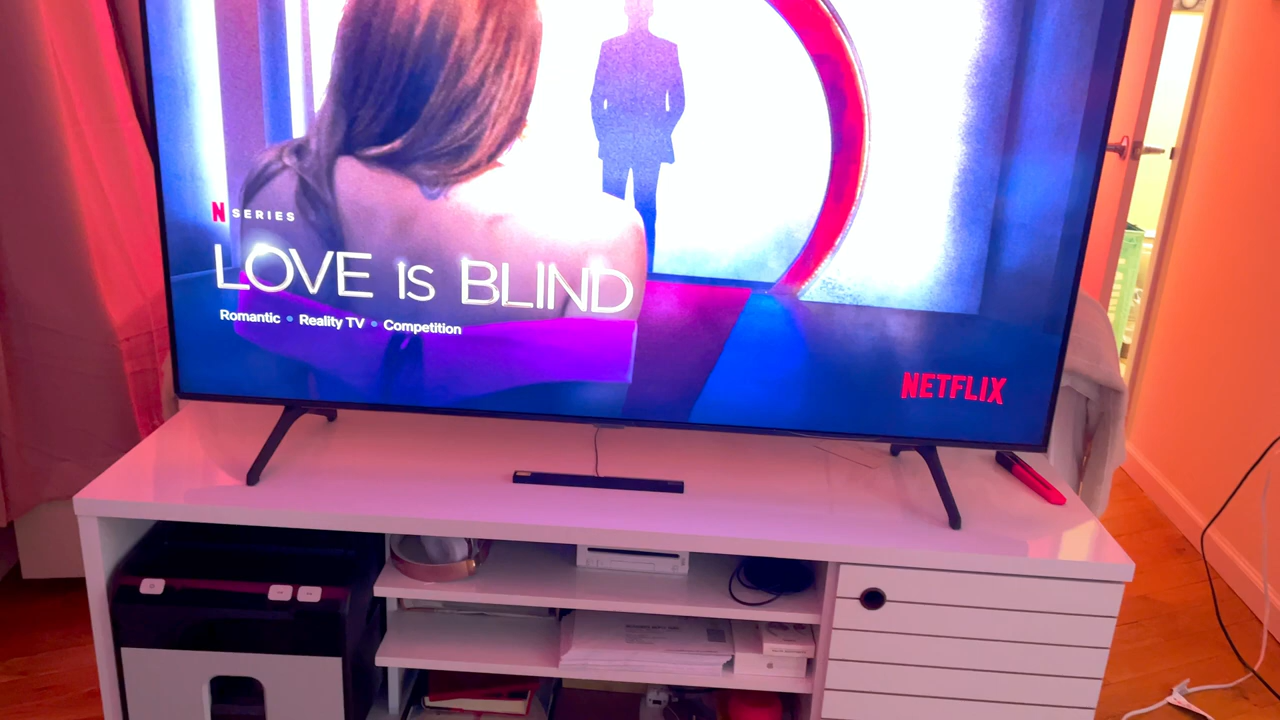 N SERIES
LOVE IS BLIND
Romantic • Reality TV • Competition
NETFLIX